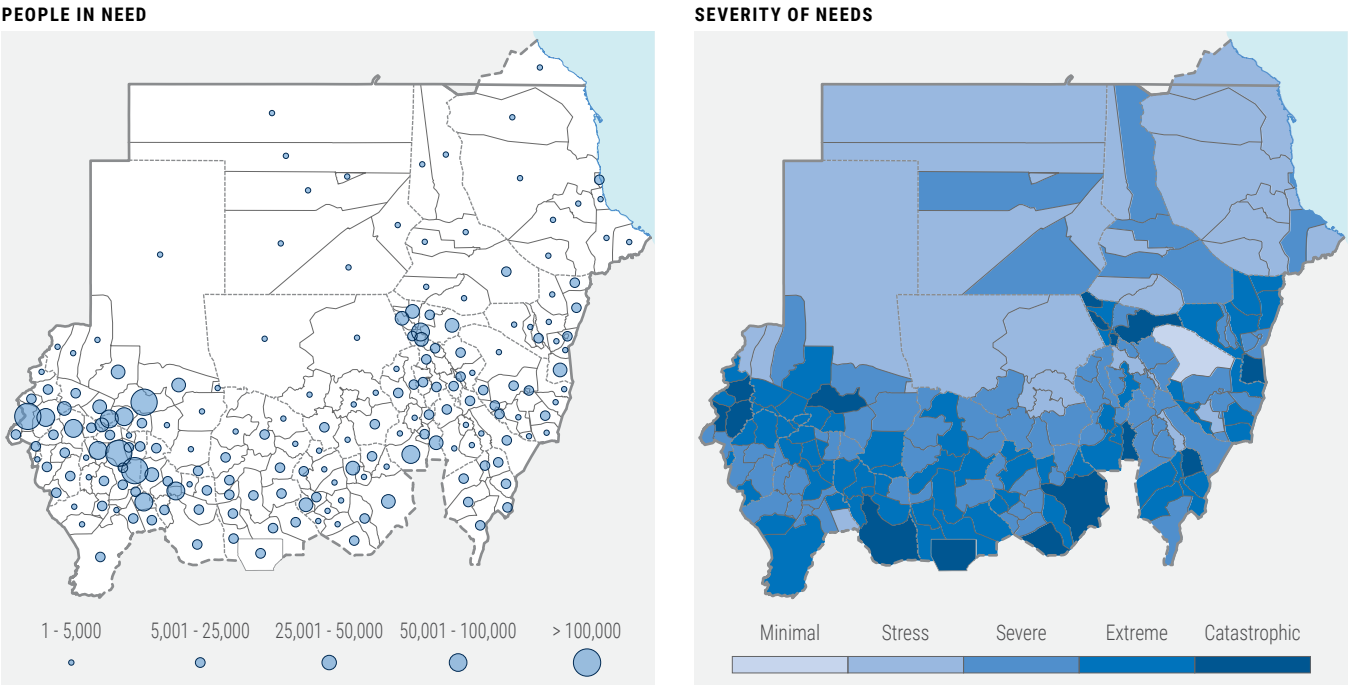 PEOPLE IN NEED
1 - 5,000
5,001 - 25,000
25,001 - 50,000
50,001 - 100,000
> 100,000
SEVERITY OF NEEDS
Minimal
Stress
Severe
Extreme
Catastrophic